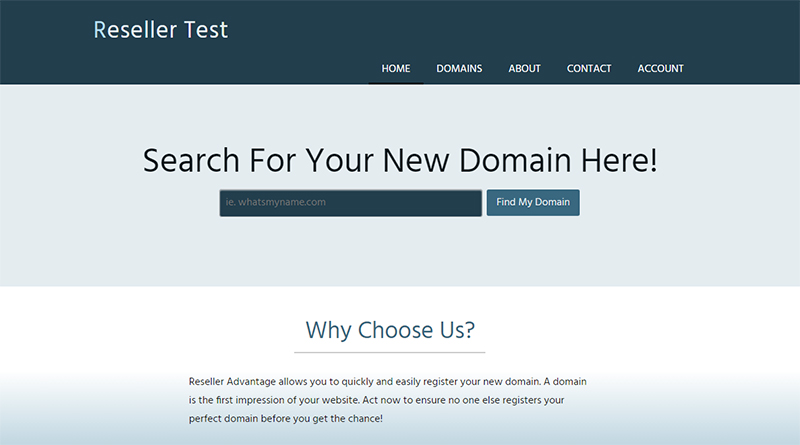 Reseller Test
HOME DOMAINS ABOUT CONTACT ACCOUNT
Search For Your New Domain Here!
ie. whatsmyname.com Find My Domain
Why Choose Us?
Reseller Advantage allows you to quickly and easily register your new domain. A domain
is the first impression of your website. Act now to ensure no one else registers your
perfect domain before you get the chance!